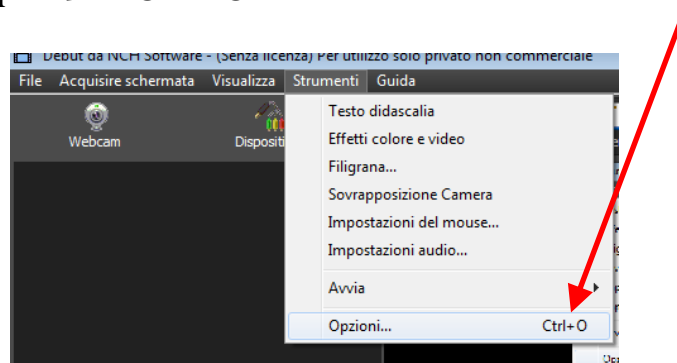 Debut da NCH Software - (Senza licenza) Per utilizzo solo privato non commerciale
File Acquisire schermata Visualizza Strumenti Guida
Webcam
Testo didascalia
Effetti colore e video
Filigrana...
Sovrapposizione Camera
Impostazioni del mouse...
Impostazioni audio...
Avvia
Opzioni... Ctrl+O